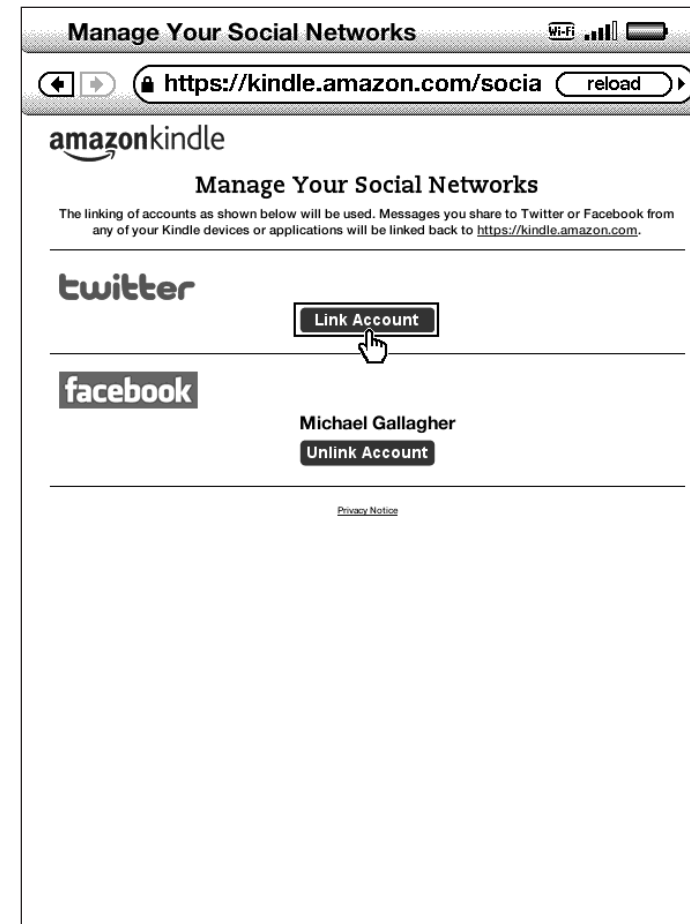 Manage Your Social Networks Wi-Fi
https://kindle.amazon.com/socia reload
amazonkindle
Manage Your Social Networks
The linking of accounts as shown below will be used. Messages you share to Twitter or Facebook from
any of your Kindle devices or applications will be linked back to https://kindle.amazon.com.
twitter
Link Account
facebook
Michael Gallagher
Unlink Account
Privacy Notice